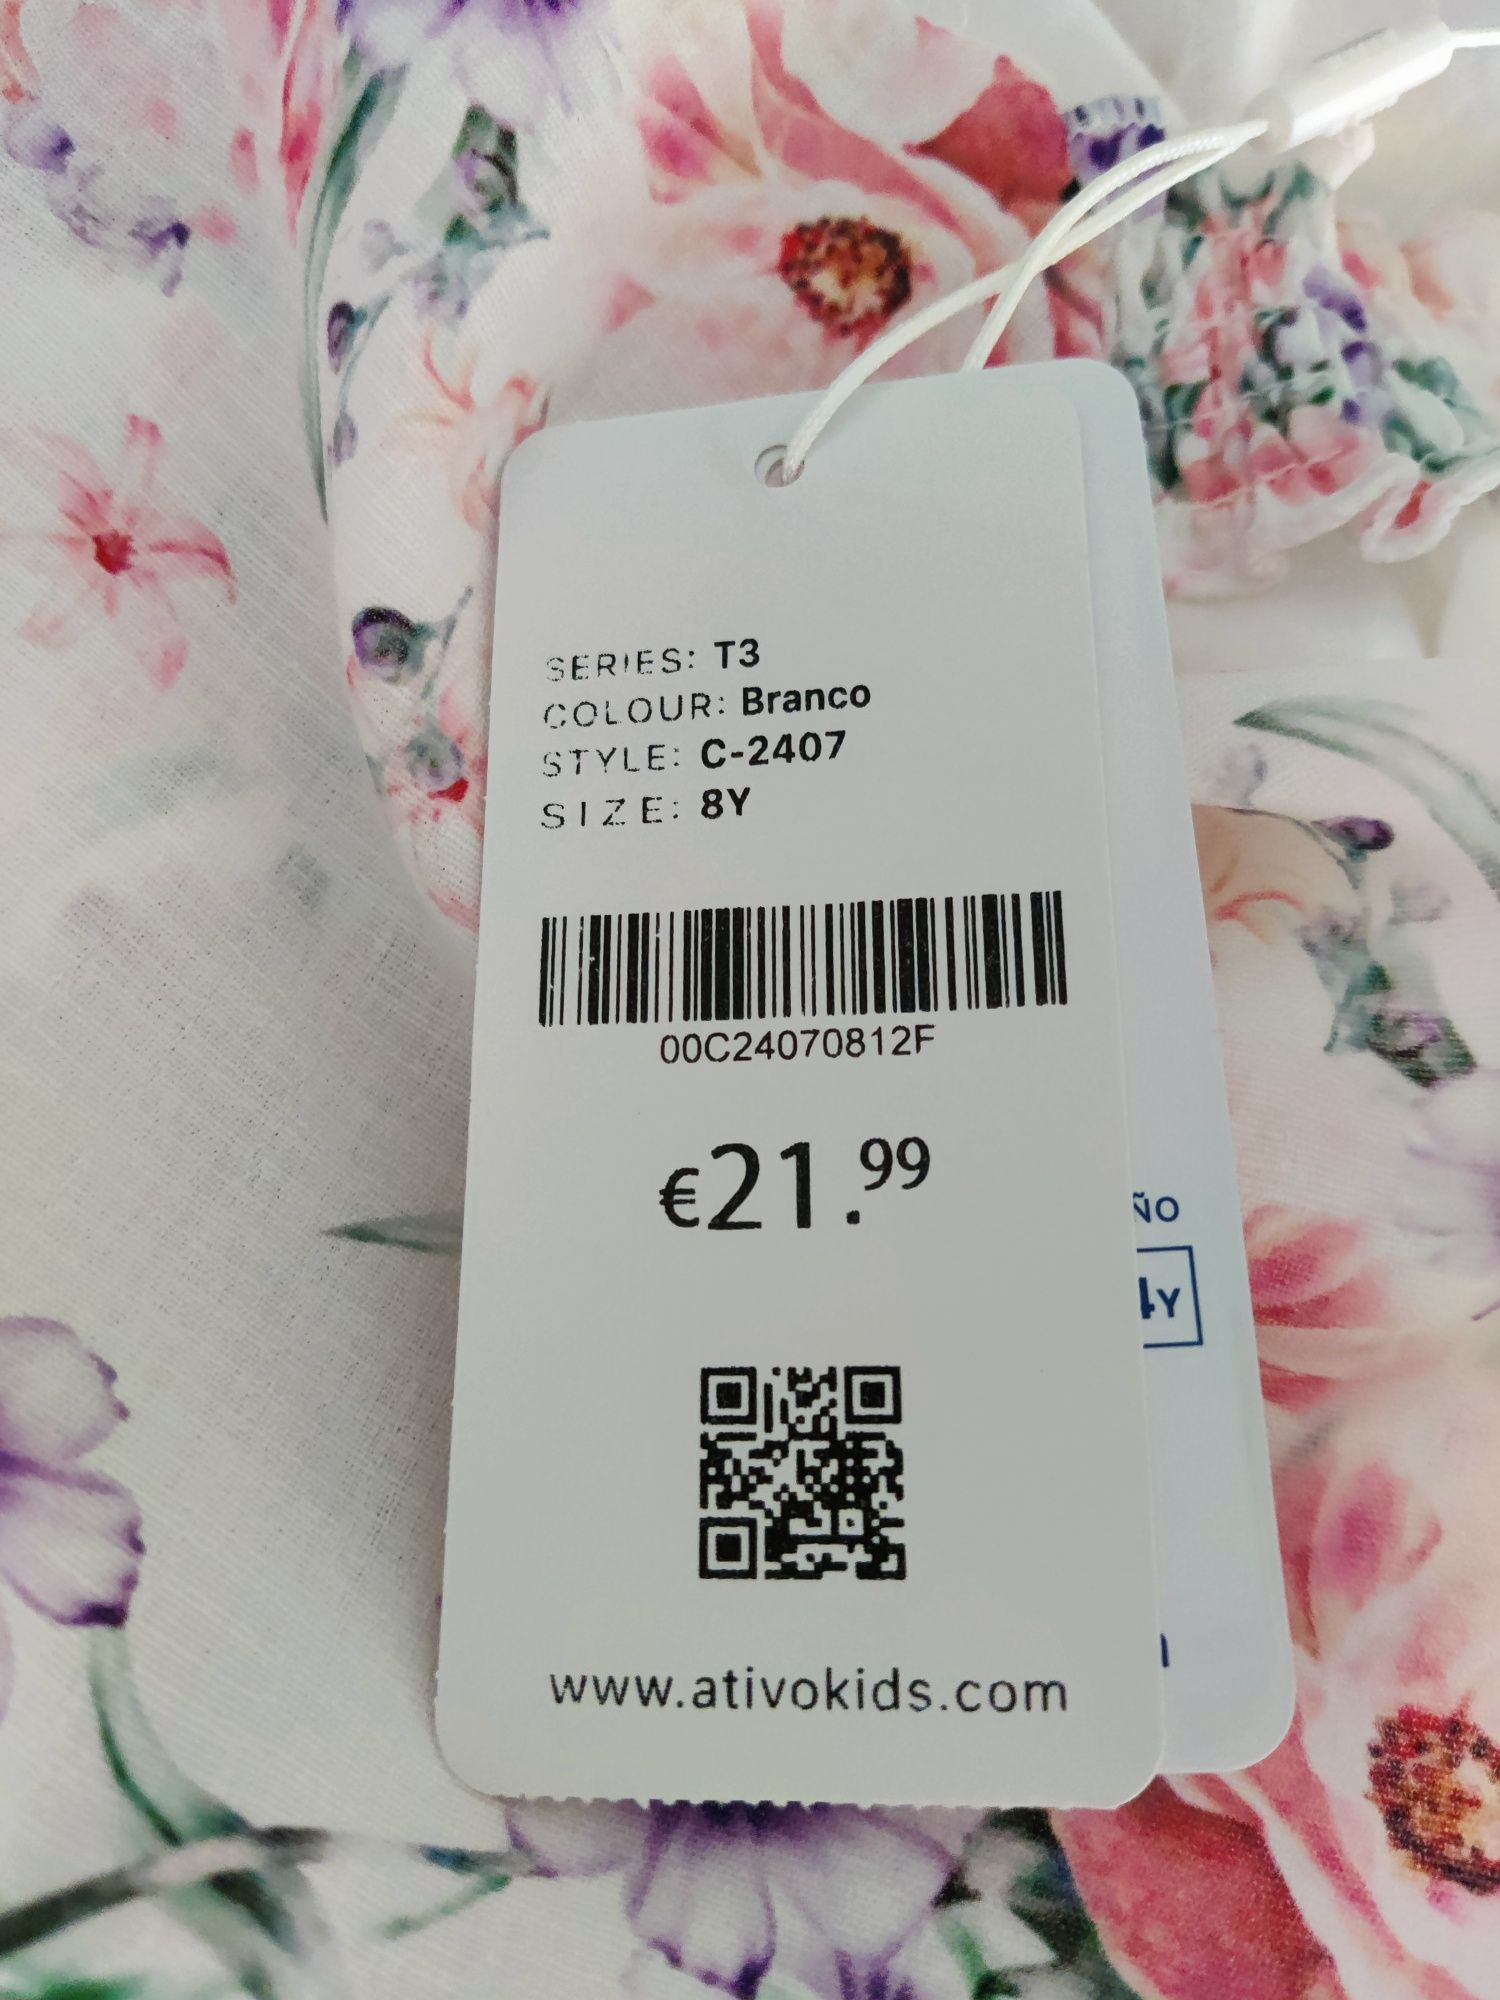 SERIES: T3
COLOUR: Branco
STYLE: C-2407
SIZE: 8Y
00C24070812F
€21.99
www.ativokids.com
ÑO
4Y